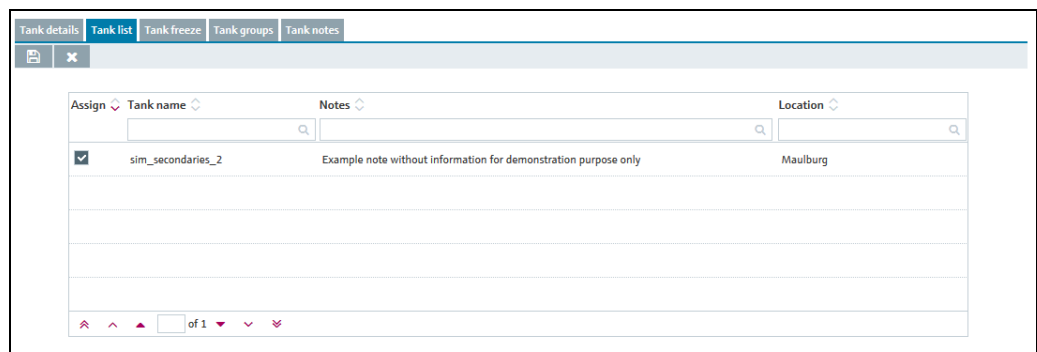 Tank details Tank list Tank freeze Tank groups Tank notes
Assign Tank name Notes Location
sim_secondaries_2 Example note without information for demonstration purpose only Maulburg
of 1